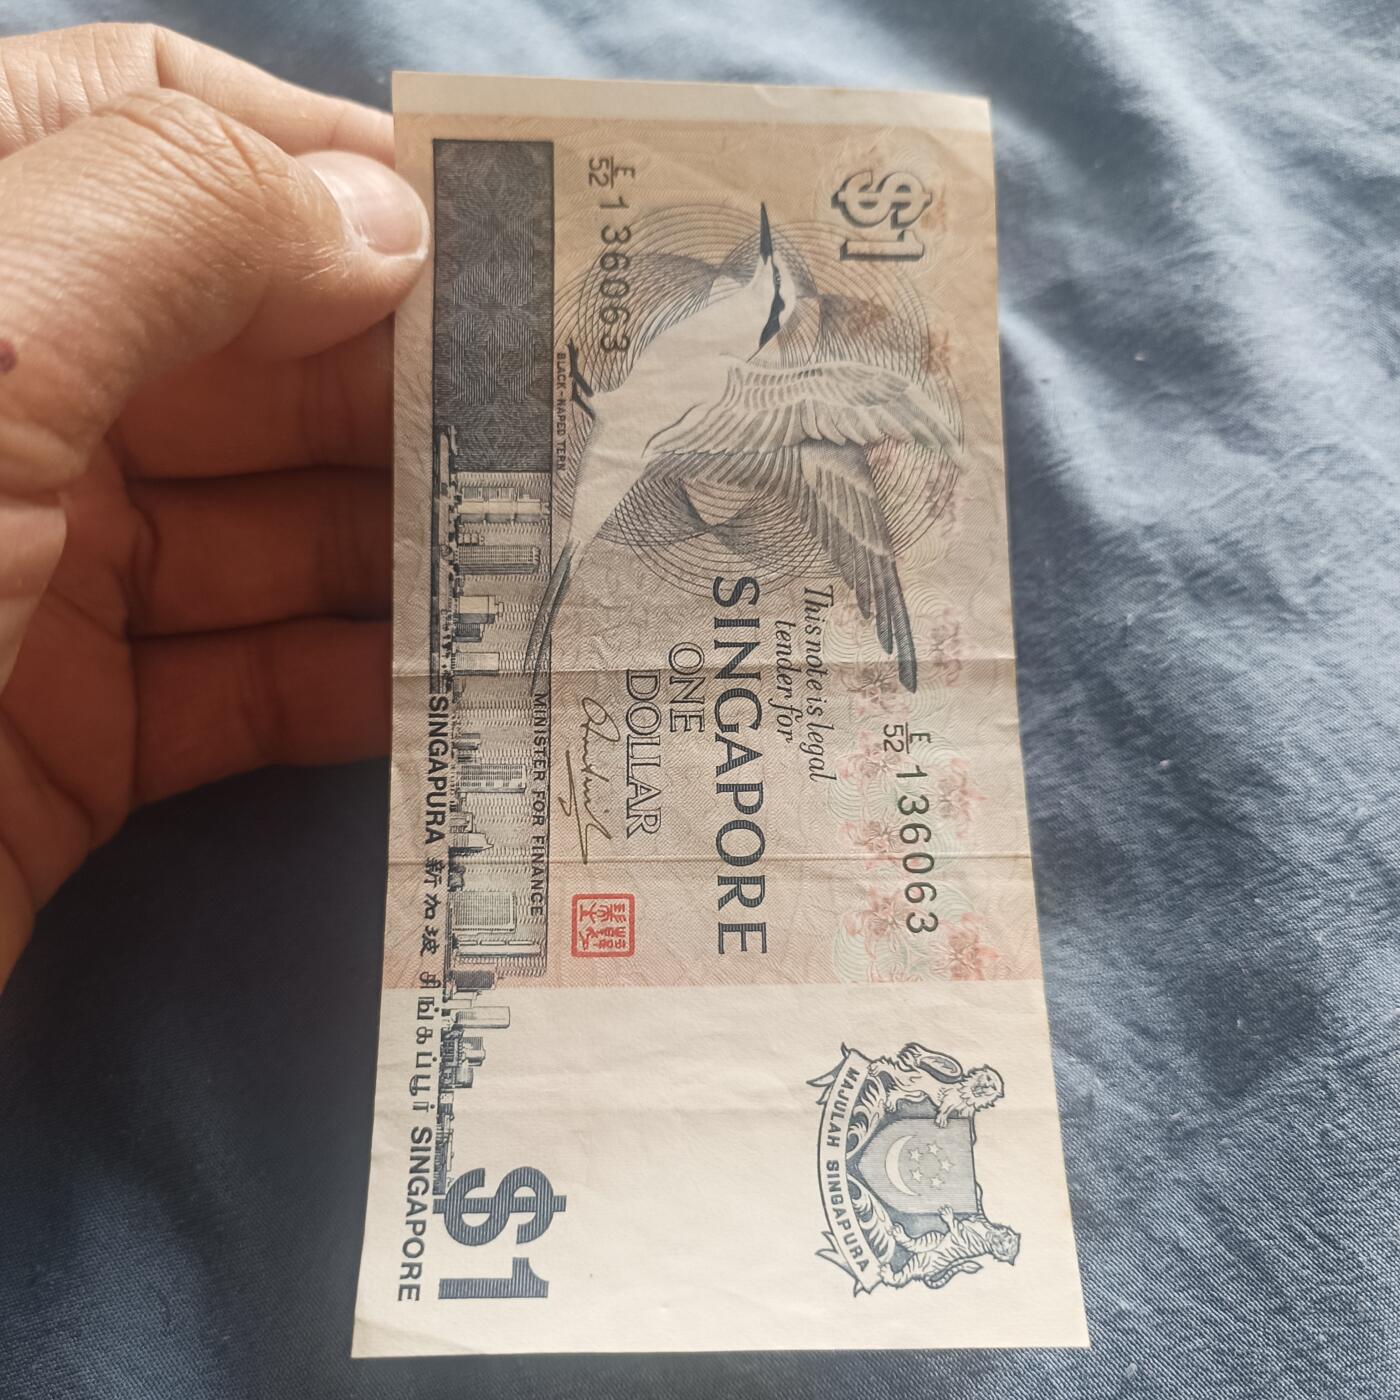 $1
E/52 136063
This note is legal
tender for
SINGAPORE
ONE
DOLLAR
E/52 136063
BLACK-NAPED TERN
MINISTER FOR FINANCE
MAJULAH SINGAPURA
$1
SINGAPURA 新加坡 சிங்கப்பூர் SINGAPORE